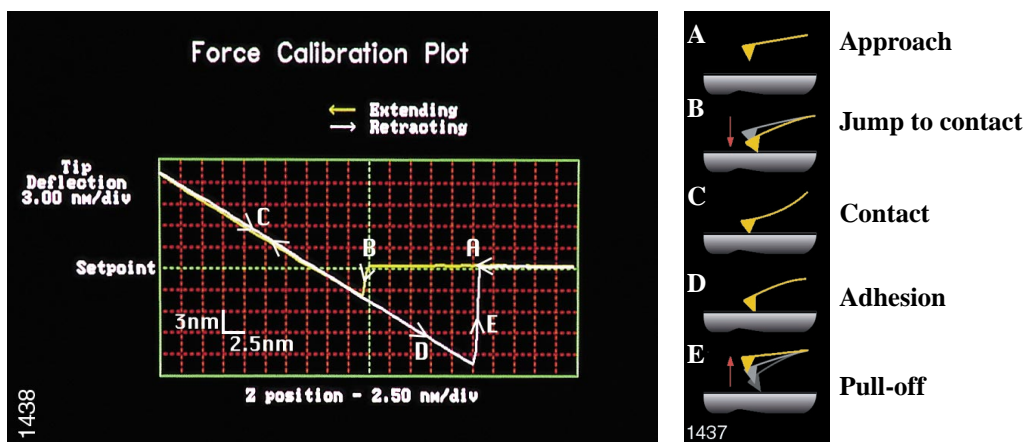 Force Calibration Plot
Extending
Retracting
Tip
Deflection
3.00 nm/div
Setpoint
C
B
A
3nm
2.5nm
D
E
Z position - 2.50 nm/div
1438
A
Approach
B
Jump to contact
C
Contact
D
Adhesion
E
Pull-off
1437